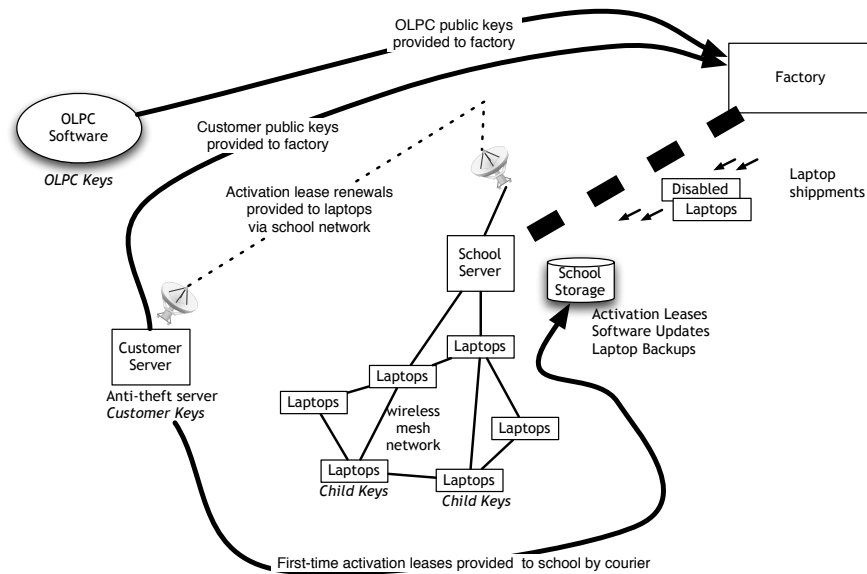 OLPC public keys
provided to factory
Factory
OLPC
Software
OLPC Keys
Customer public keys
provided to factory
Activation lease renewals
provided to laptops
via school network
Laptop
shippments
Disabled
Laptops
School
Server
School
Storage
Activation Leases
Software Updates
Laptop Backups
Customer
Server
Anti-theft server
Customer Keys
Laptops
Laptops
Laptops
wireless
mesh
network
Laptops
Laptops
Child Keys
Laptops
Child Keys
First-time activation leases provided to school by courier